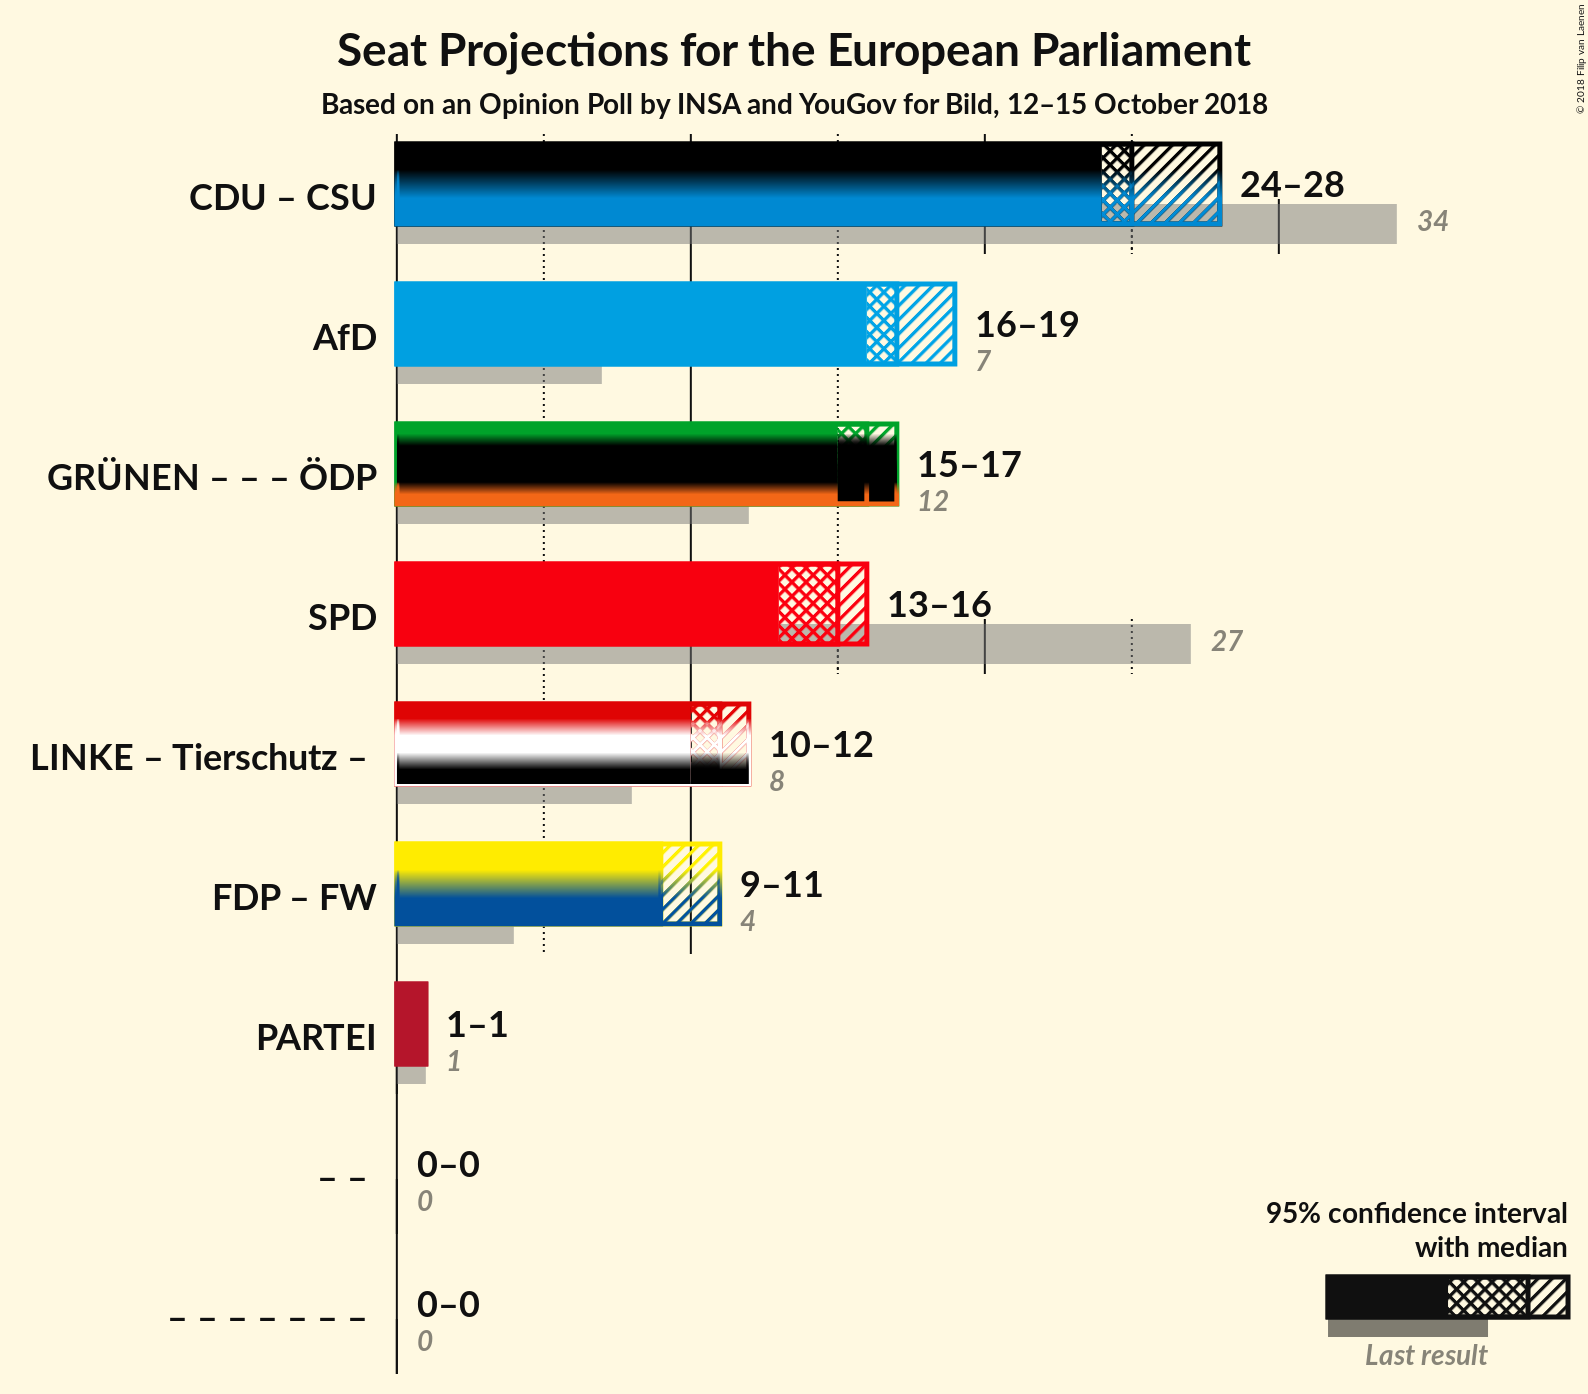 Seat Projections for the European Parliament
Based on an Opinion Poll by INSA and YouGov for Bild, 12–15 October 2018
© 2018 Filip van Laenen
CDU – CSU
24–28
34
AfD
16–19
7
GRÜNEN – – – ÖDP
15–17
12
SPD
13–16
27
LINKE – Tierschutz –
10–12
8
FDP – FW
9–11
4
PARTEI
1–1
1
– –
0–0
0
– – – – – – –
0–0
0
95% confidence interval
with median
Last result